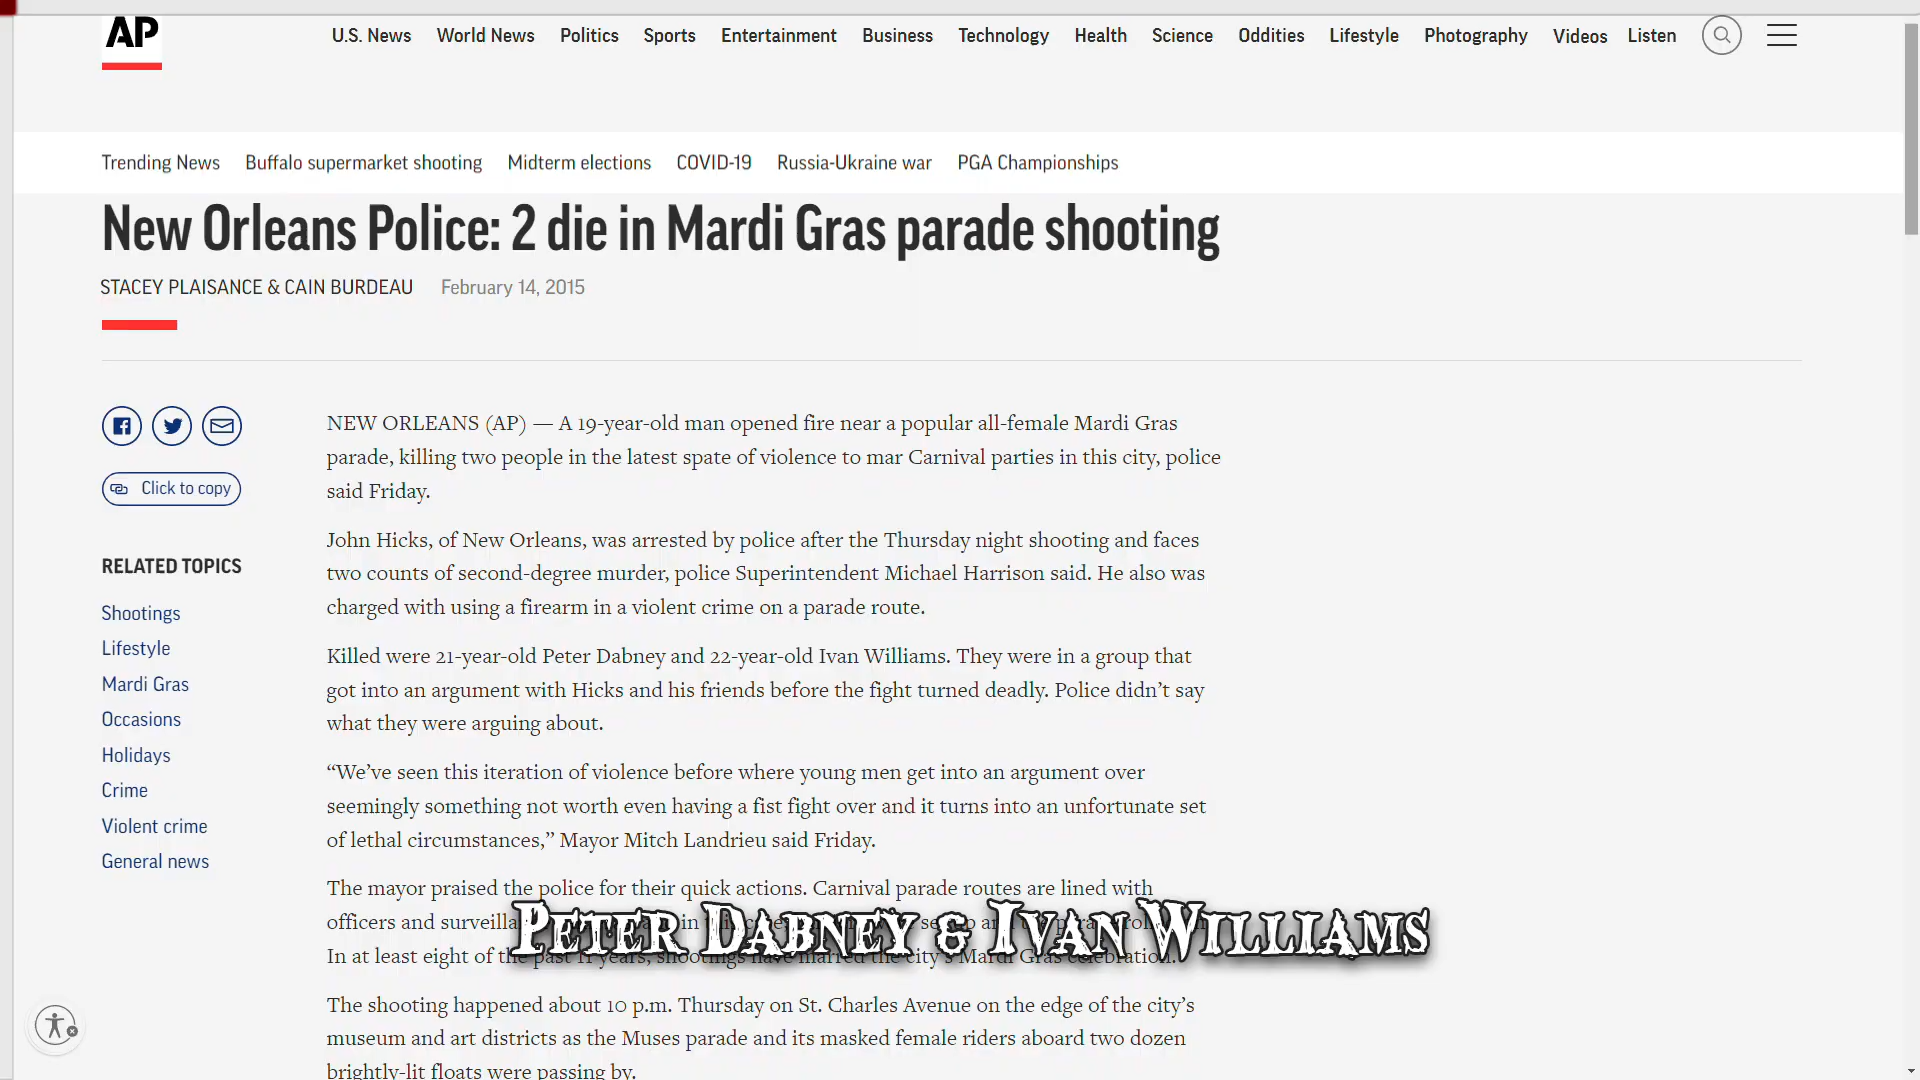 AP
U.S. News World News Politics Sports Entertainment Business Technology Health Science Oddities Lifestyle Photography Videos Listen
Trending News Buffalo supermarket shooting Midterm elections COVID-19 Russia-Ukraine war PGA Championships
New Orleans Police: 2 die in Mardi Gras parade shooting
STACEY PLAISANCE & CAIN BURDEAU February 14, 2015
Click to copy
RELATED TOPICS
Shootings
Lifestyle
Mardi Gras
Occasions
Holidays
Crime
Violent crime
General news
NEW ORLEANS (AP) — A 19-year-old man opened fire near a popular all-female Mardi Gras
parade, killing two people in the latest spate of violence to mar Carnival parties in this city, police
said Friday.
John Hicks, of New Orleans, was arrested by police after the Thursday night shooting and faces
two counts of second-degree murder, police Superintendent Michael Harrison said. He also was
charged with using a firearm in a violent crime on a parade route.
Killed were 21-year-old Peter Dabney and 22-year-old Ivan Williams. They were in a group that
got into an argument with Hicks and his friends before the fight turned deadly. Police didn’t say
what they were arguing about.
“We’ve seen this iteration of violence before where young men get into an argument over
seemingly something not worth even having a fist fight over and it turns into an unfortunate set
of lethal circumstances,” Mayor Mitch Landrieu said Friday.
The mayor praised the police for their quick actions. Carnival parade routes are lined with
officers and in
In at least eight of the past 11 years, shootings have marred the city’s Mardi Gras celebration.
PETER DABNEY & IVAN WILLIAMS
The shooting happened about 10 p.m. Thursday on St. Charles Avenue on the edge of the city’s
museum and art districts as the Muses parade and its masked female riders aboard two dozen
brightly-lit floats were passing by.